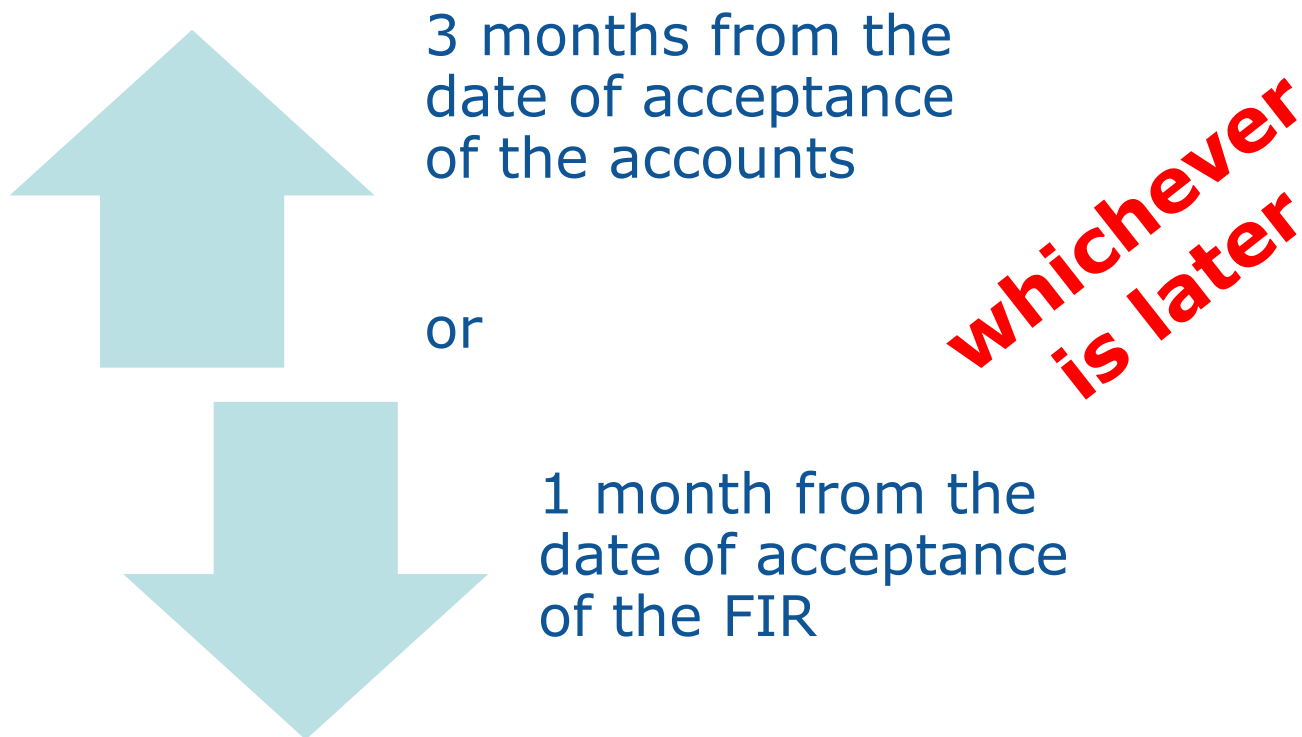 3 months from the
date of acceptance
of the accounts
or
1 month from the
date of acceptance
of the FIR
whichever
is later